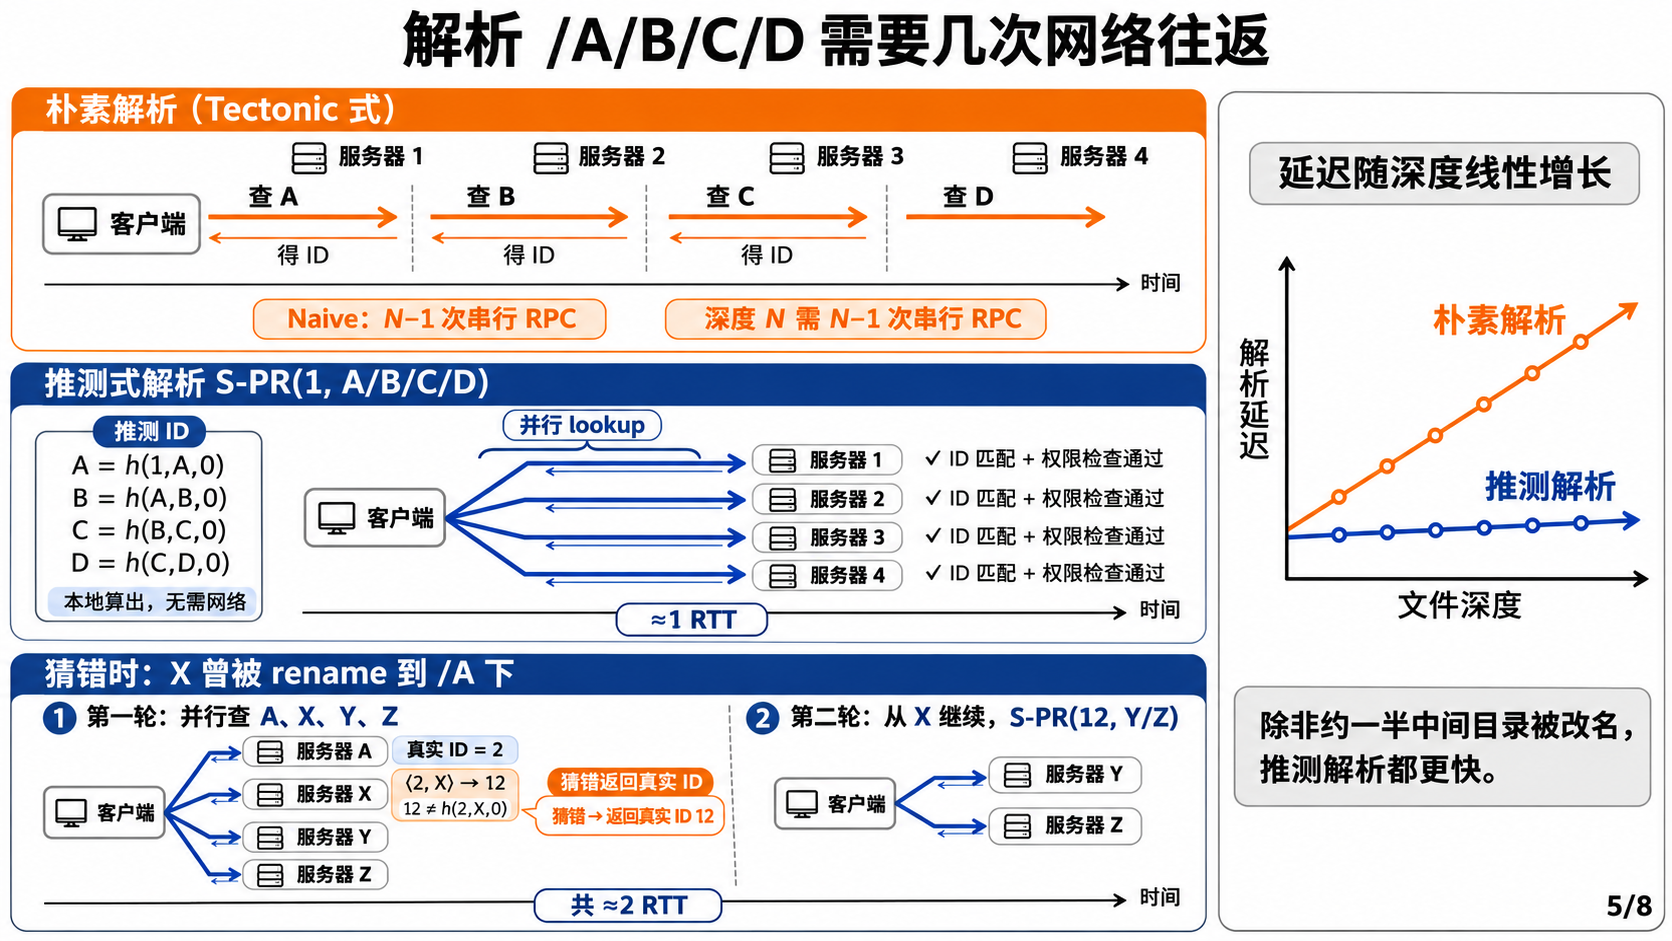 解析 /A/B/C/D 需要几次网络往返
朴素解析（Tectonic 式）
服务器 1
服务器 2
服务器 3
服务器 4
查 A
查 B
查 C
查 D
客户端
得 ID
得 ID
得 ID
时间
Naive：N−1 次串行 RPC
深度 N 需 N−1 次串行 RPC
推测式解析 S-PR(1, A/B/C/D)
推测 ID
A = h(1,A,0)
B = h(A,B,0)
C = h(B,C,0)
D = h(C,D,0)
本地算出，无需网络
并行 lookup
客户端
服务器 1
✓ ID 匹配 + 权限检查通过
服务器 2
✓ ID 匹配 + 权限检查通过
服务器 3
✓ ID 匹配 + 权限检查通过
服务器 4
✓ ID 匹配 + 权限检查通过
≈1 RTT
时间
猜错时：X 曾被 rename 到 /A 下
1 第一轮：并行查 A、X、Y、Z
客户端
服务器 A
真实 ID = 2
服务器 X
⟨2, X⟩ → 12
12 ≠ h(2,X,0)
猜错返回真实 ID
猜错→返回真实 ID 12
服务器 Y
服务器 Z
2 第二轮：从 X 继续，S-PR(12, Y/Z)
客户端
服务器 Y
服务器 Z
共 ≈2 RTT
时间
延迟随深度线性增长
解析延迟
朴素解析
推测解析
文件深度
除非约一半中间目录被改名，
推测解析都更快。
5/8